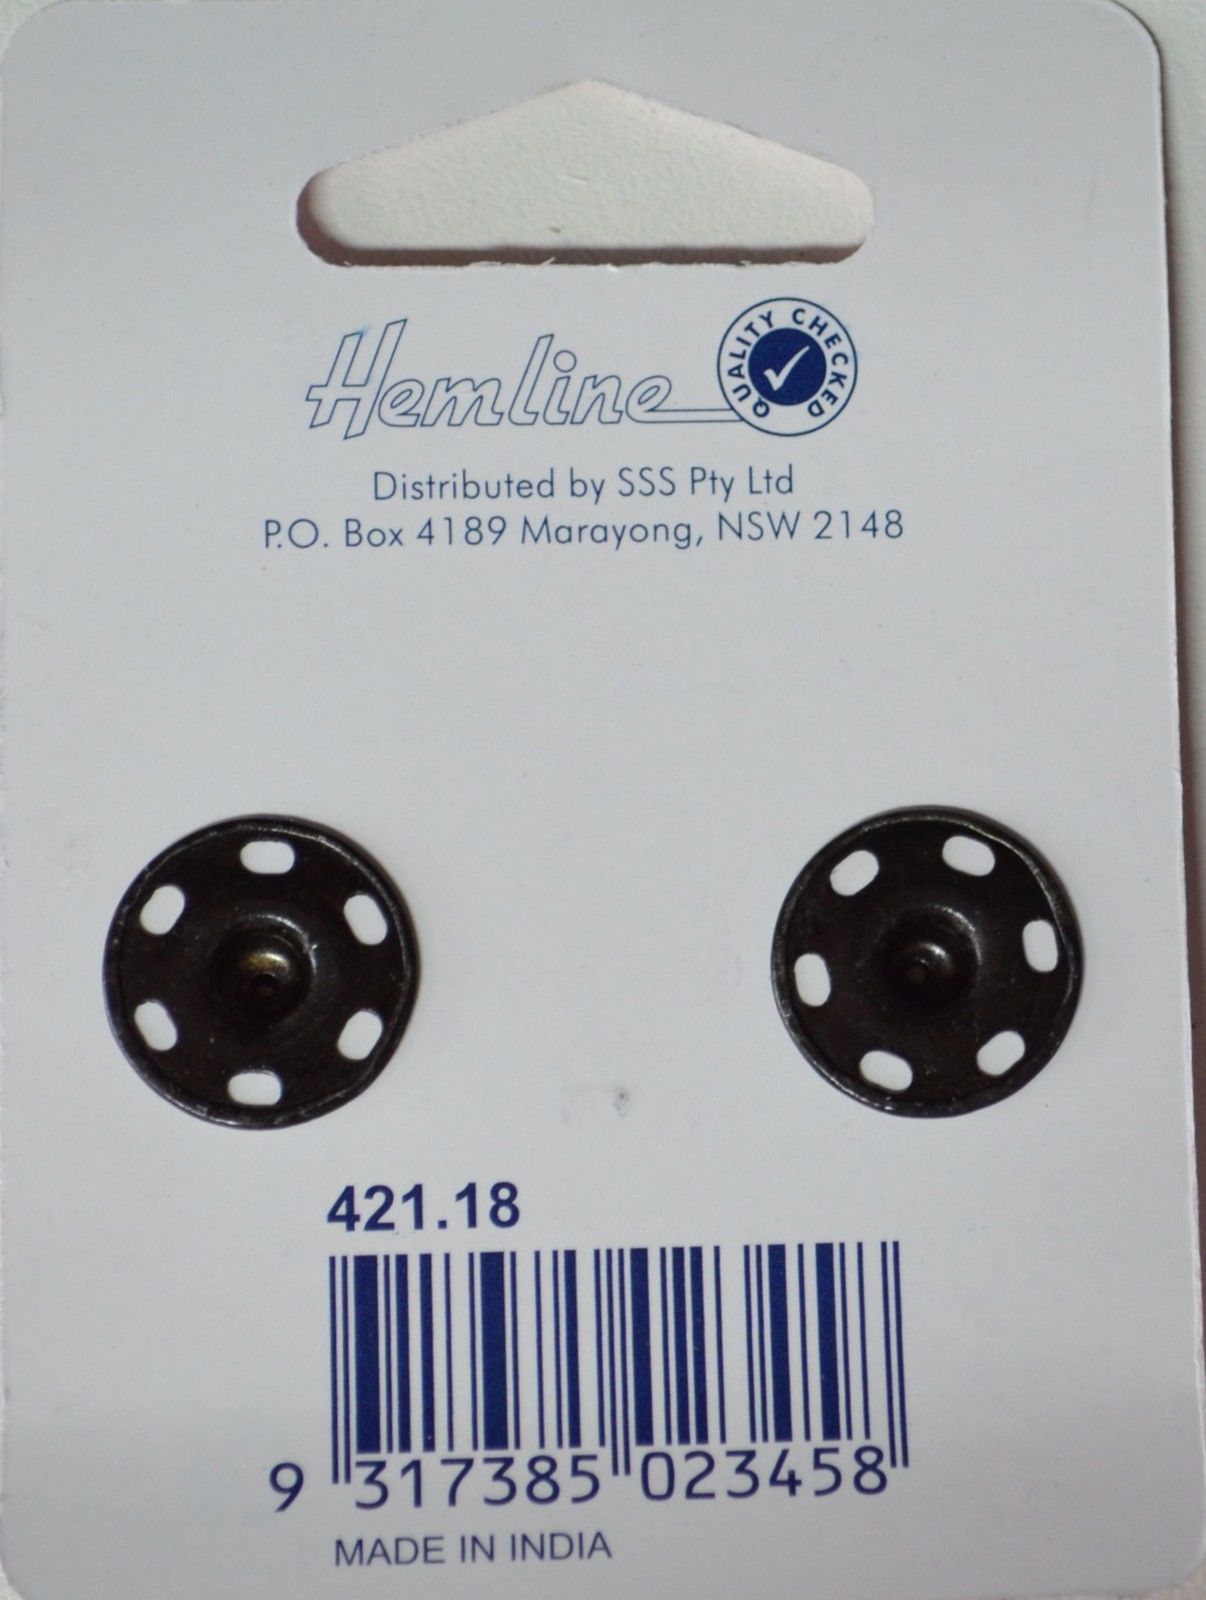 Hemline
QUALITY CHECKED
Distributed by SSS Pty Ltd
P.O. Box 4189 Marayong, NSW 2148
421.18
9 317385 023458
MADE IN INDIA